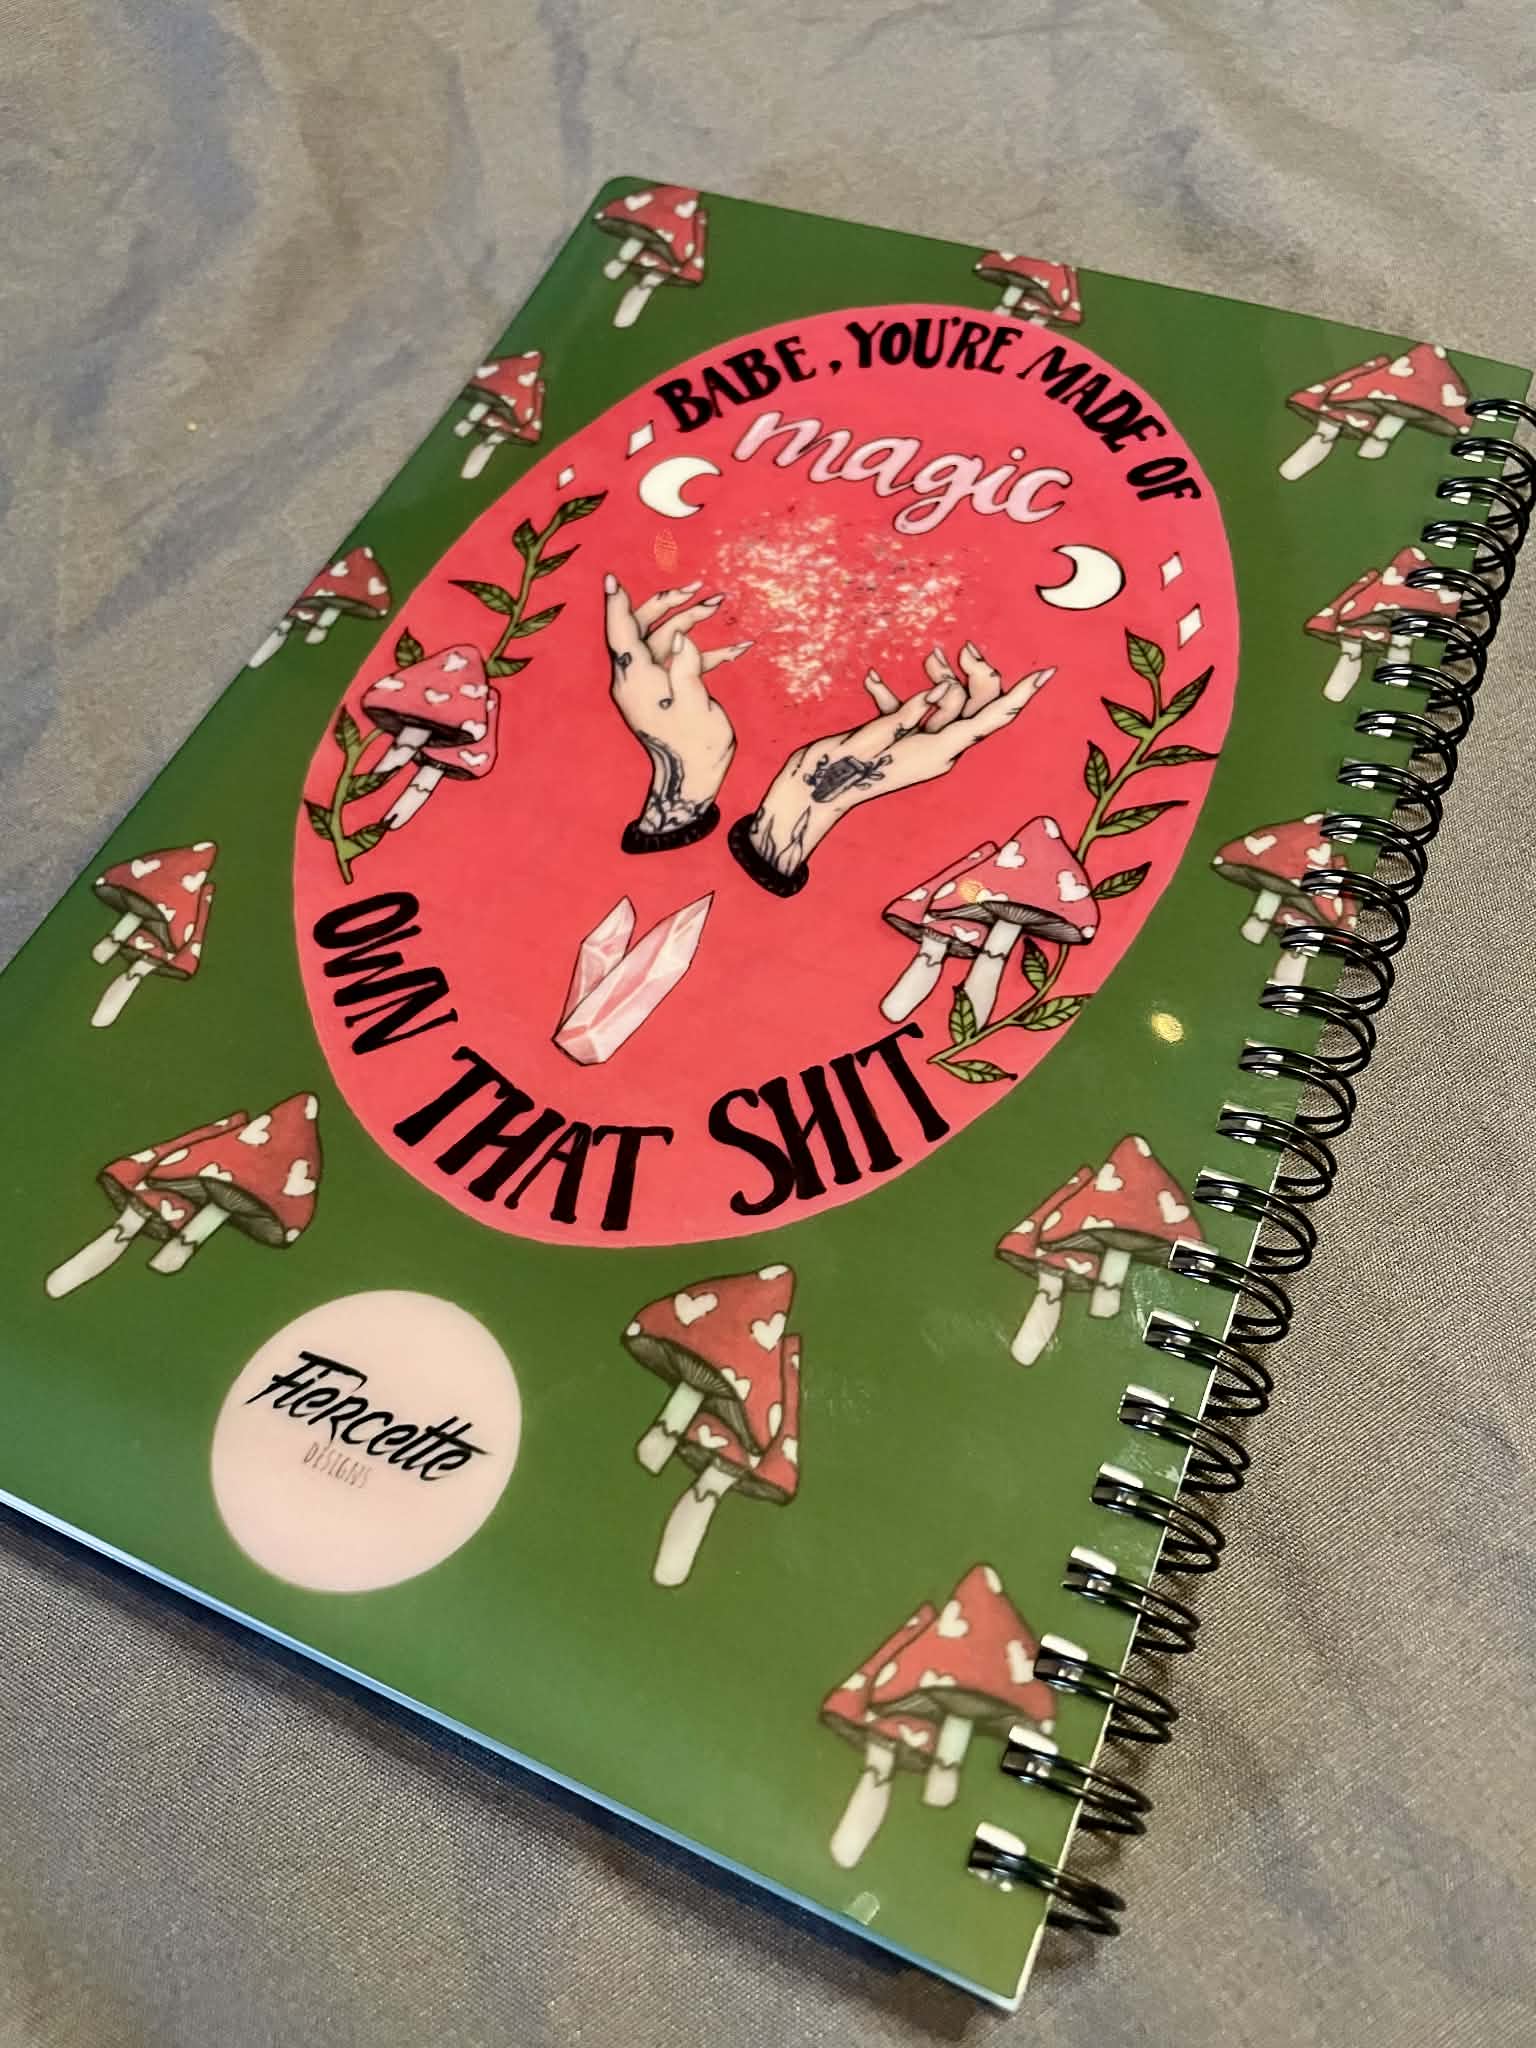 BABE, YOU'RE MADE OF
magic
OWN THAT SHIT
Fiercette
DESIGNS